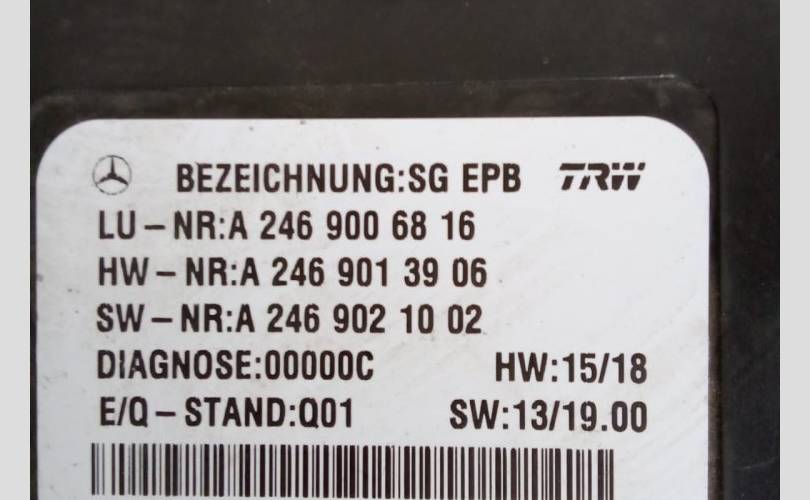 BEZEICHNUNG:SG EPB TRW
LU-NR:A 246 900 68 16
HW-NR:A 246 901 39 06
SW-NR:A 246 902 10 02
DIAGNOSE:00000C HW:15/18
E/Q-STAND:Q01 SW:13/19.00